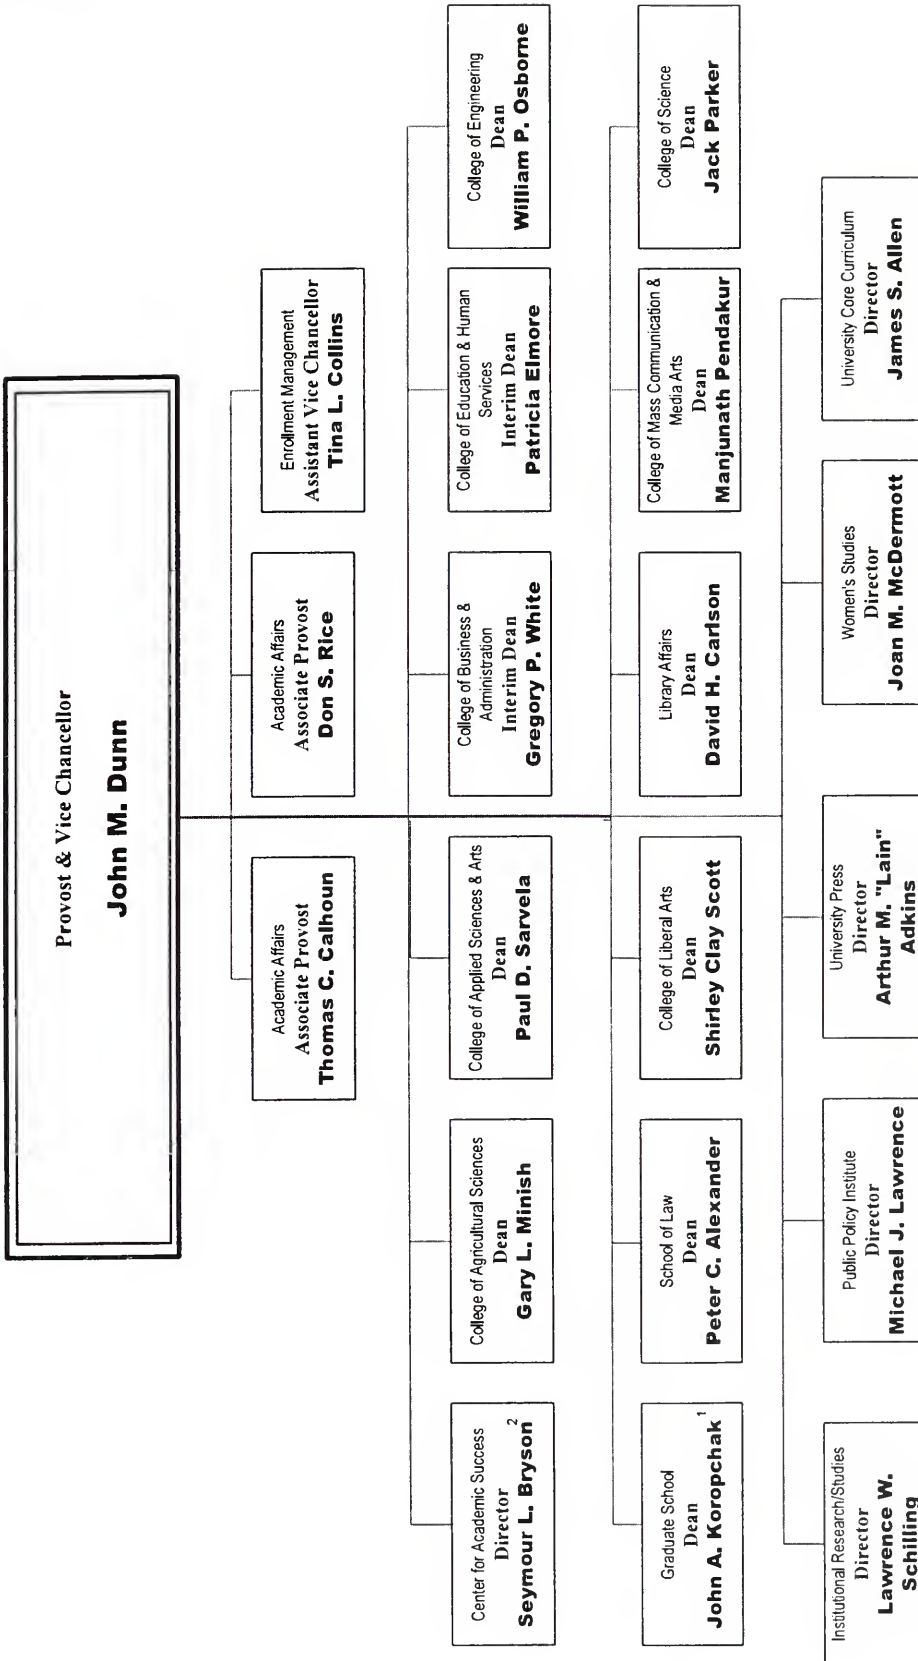 Provost & Vice Chancellor
John M. Dunn
Academic Affairs
Associate Provost
Thomas C. Calhoun
Academic Affairs
Associate Provost
Don S. Rice
Enrollment Management
Assistant Vice Chancellor
Tina L. Collins
Center for Academic Success
Director
Seymour L. Bryson²
College of Agricultural Sciences
Dean
Gary L. Minish
College of Applied Sciences & Arts
Dean
Paul D. Sarvela
College of Business &
Administration
Interim Dean
Gregory P. White
College of Education & Human
Services
Interim Dean
Patricia Elmore
College of Engineering
Dean
William P. Osborne
Graduate School
Dean
John A. Koropchak¹
School of Law
Dean
Peter C. Alexander
College of Liberal Arts
Dean
Shirley Clay Scott
Library Affairs
Dean
David H. Carlson
College of Mass Communication &
Media Arts
Dean
Manjunath Pendakur
College of Science
Dean
Jack Parker
Institutional Research/Studies
Director
Lawrence W.
Schilling
Public Policy Institute
Director
Michael J. Lawrence
University Press
Director
Arthur M. "Lain"
Adkins
Women's Studies
Director
Joan M. McDermott
University Core Curriculum
Director
James S. Allen